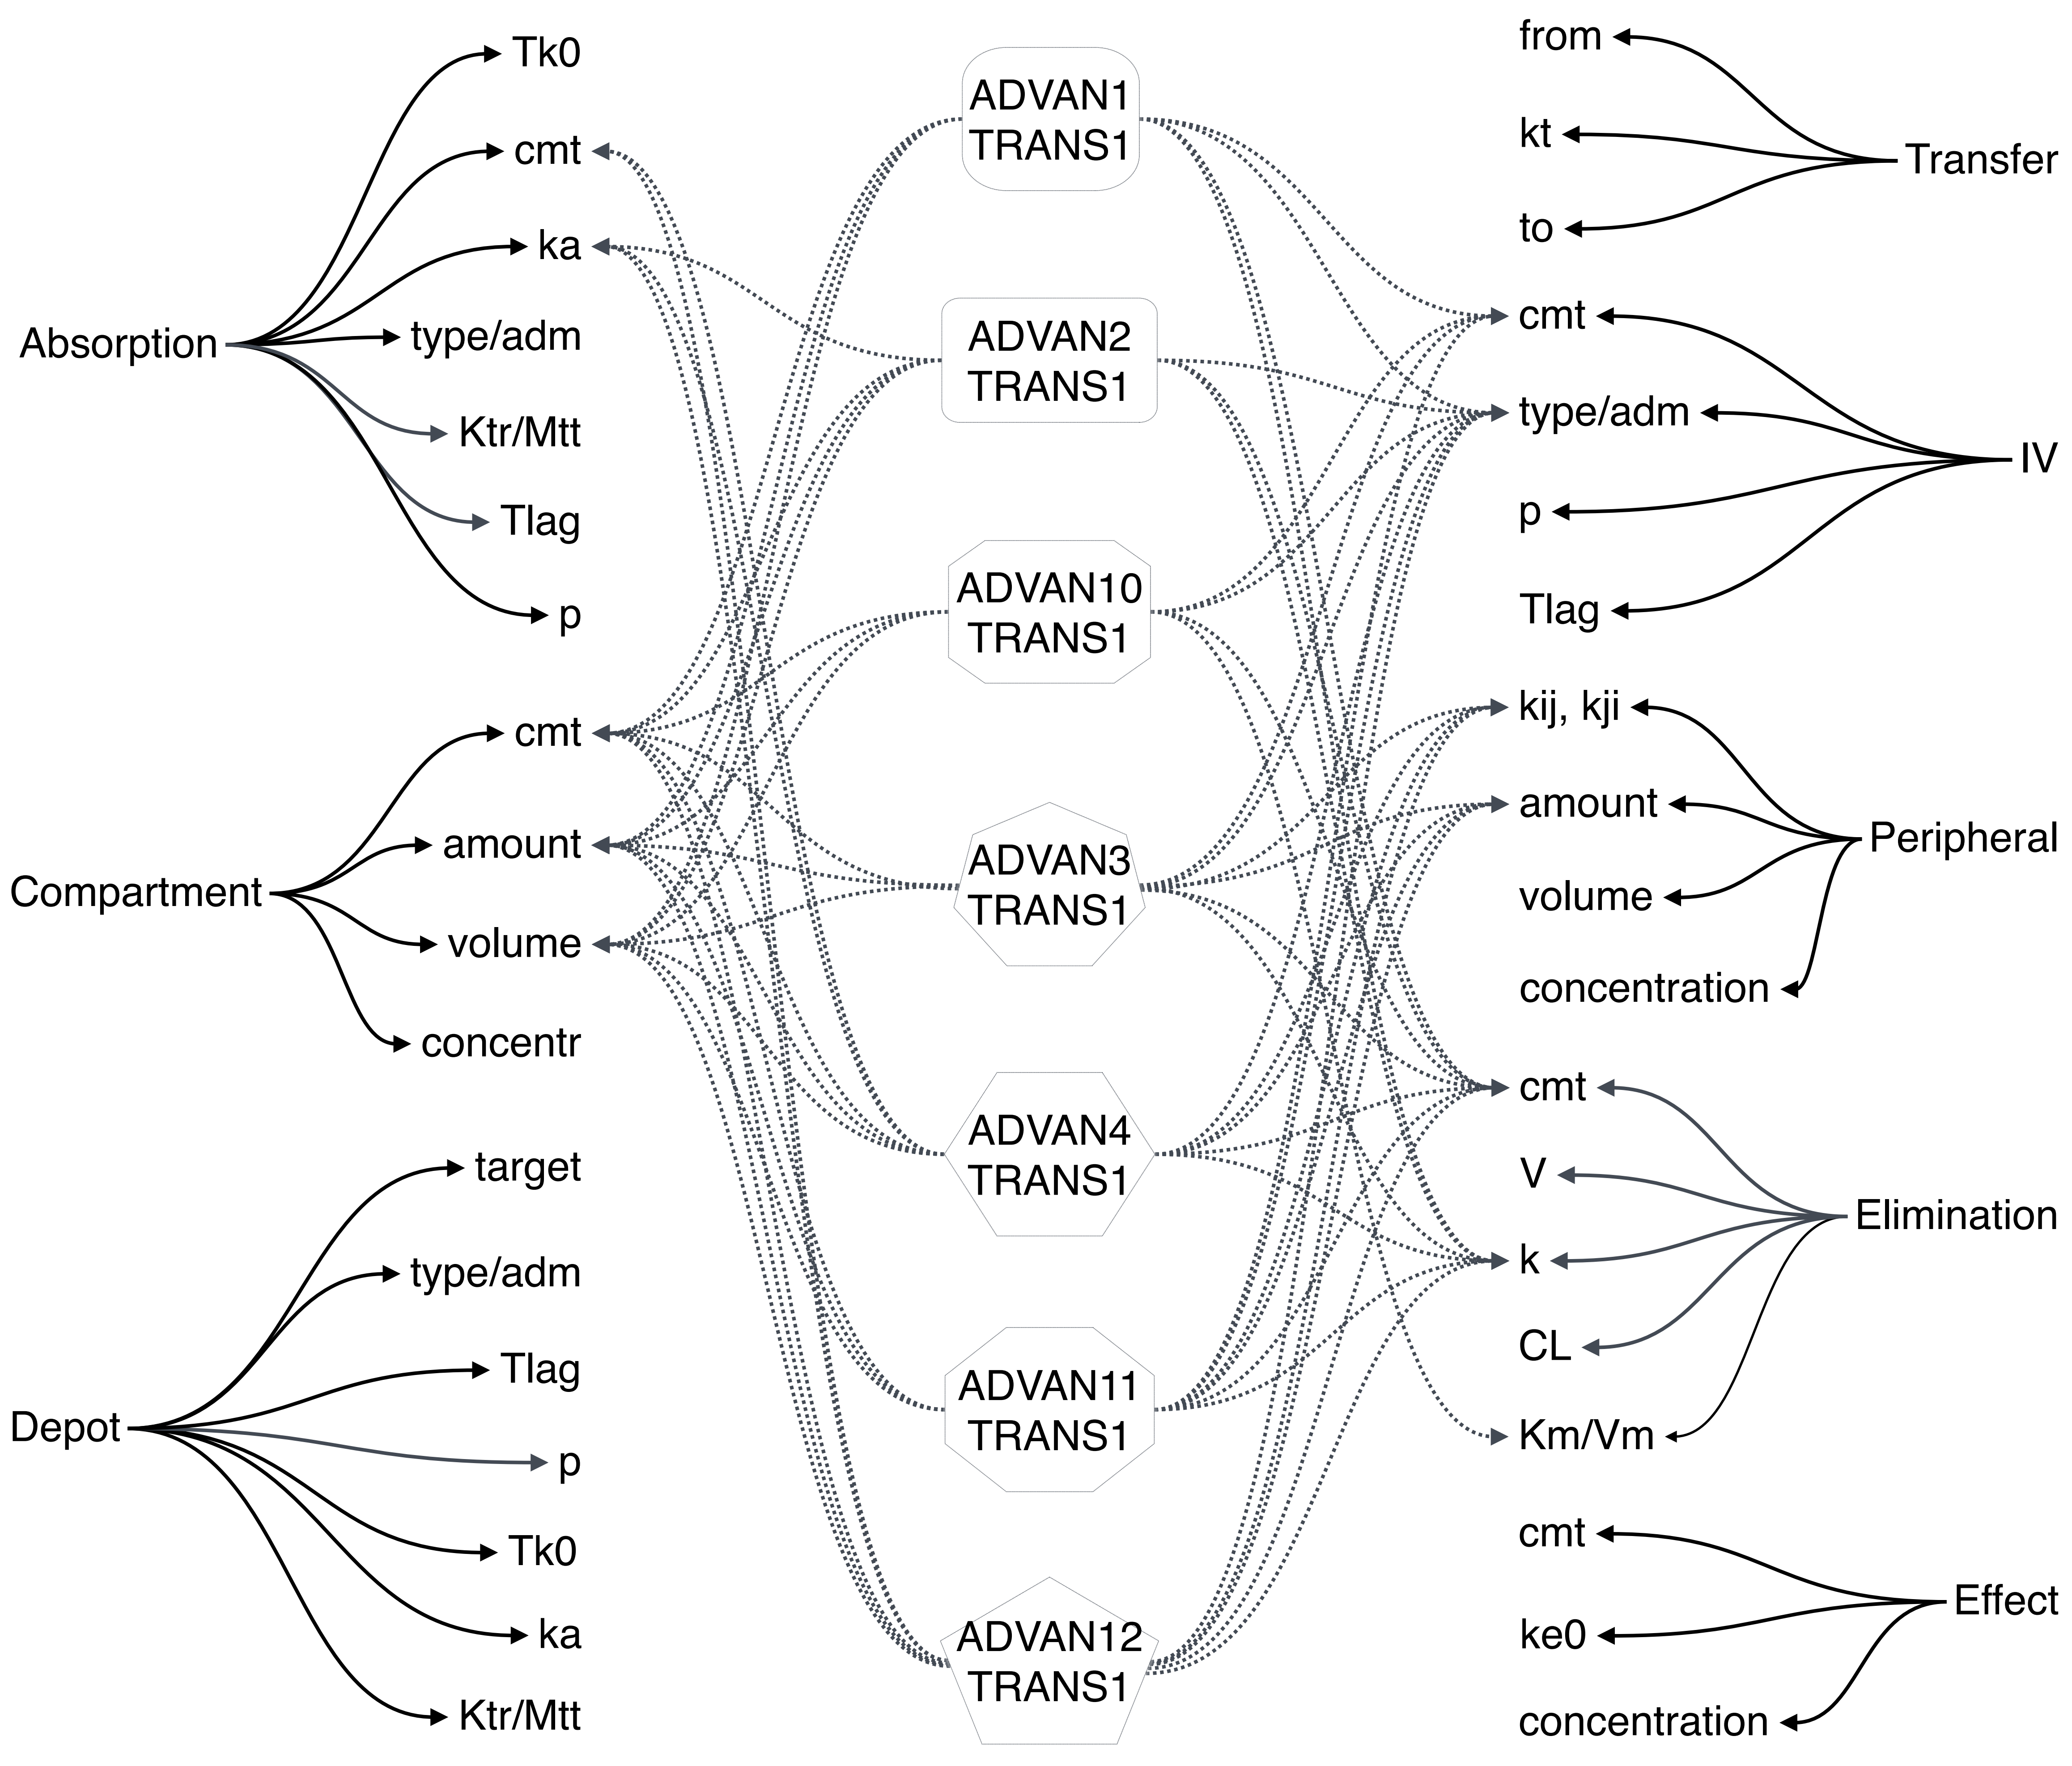 Absorption
Tk0
cmt
ka
type/adm
Ktr/Mtt
Tlag
p
Compartment
cmt
amount
volume
concentr
Depot
target
type/adm
Tlag
p
Tk0
ka
Ktr/Mtt
ADVAN1
TRANS1
ADVAN2
TRANS1
ADVAN10
TRANS1
ADVAN3
TRANS1
ADVAN4
TRANS1
ADVAN11
TRANS1
ADVAN12
TRANS1
from
kt
to
Transfer
cmt
type/adm
p
Tlag
IV
kij, kji
amount
volume
concentration
Peripheral
cmt
V
k
CL
Km/Vm
Elimination
cmt
ke0
concentration
Effect